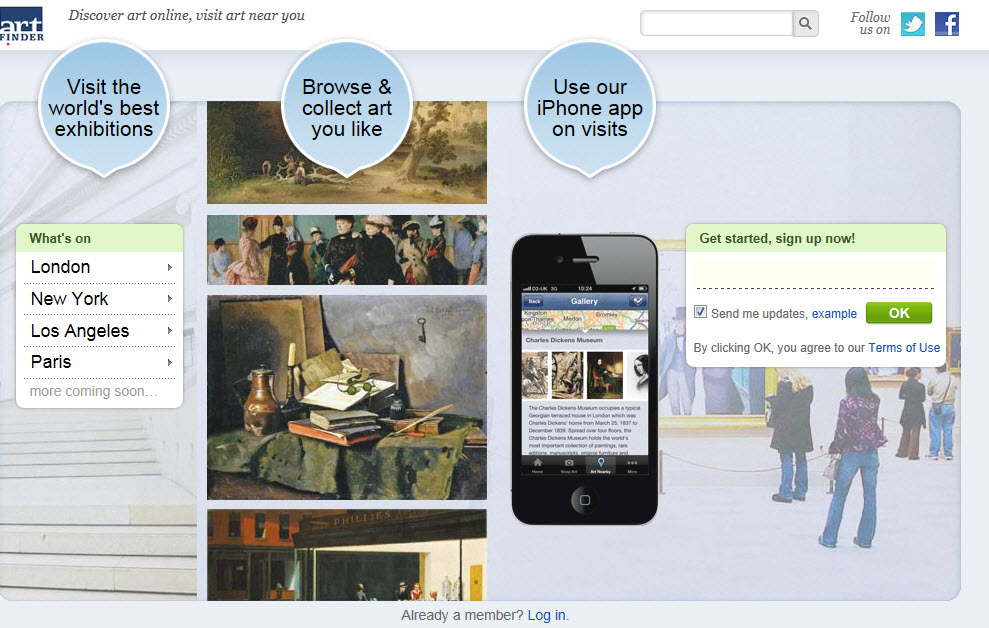 art
FINDER
Discover art online, visit art near you
Follow
us on
Visit the
world's best
exhibitions
Browse &
collect art
you like
Use our
iPhone app
on visits
What's on
London
New York
Los Angeles
Paris
more coming soon...
PHILLIES
O2-UK 3G
10:24
Back
Gallery
Kingston
pon Thames
Merton
Bromley
Charles Dickens Museum
The Charles Dickens Museum occupies a typical
Georgian terraced house in London which was
Charles Dickens' home from March 25, 1837 to
December 1839. Spread over four floors, the
Charles Dickens Museum holds the world's
most important collection of paintings, rare
editions, manuscripts, original furniture and
Home
Snap Art
Art Nearby
More
Get started, sign up now!
Send me updates, example
OK
By clicking OK, you agree to our Terms of Use
Already a member? Log in.